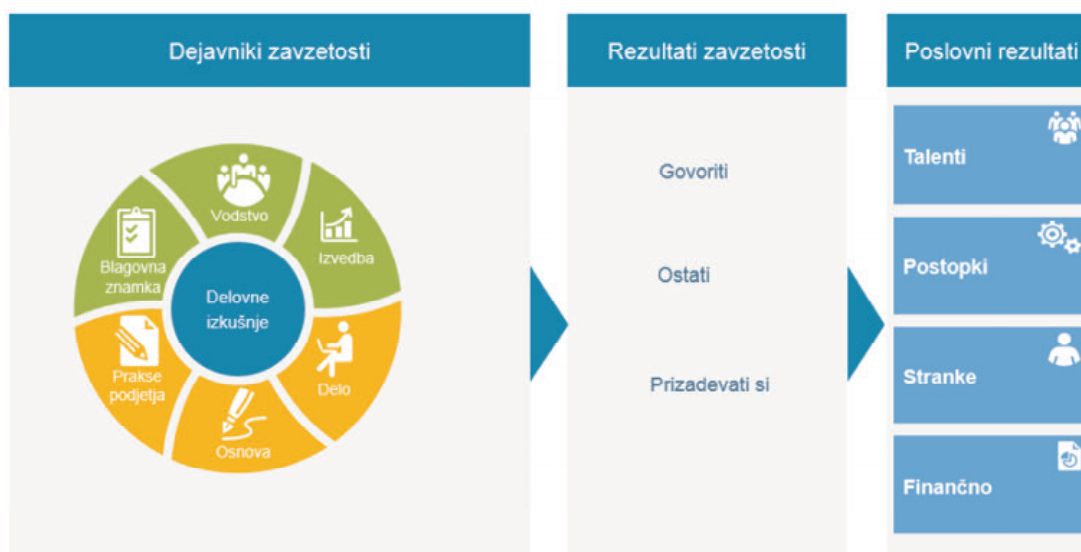 Dejavniki zavzetosti
Rezultati zavzetosti
Poslovni rezultati
Vodstvo
Izvedba
Blagovna
znamka
Delovne
izkušnje
Prakse
podjetja
Delo
Osnova
Govoriti
Ostati
Prizadevati si
Talenti
Postopki
Stranke
Finančno